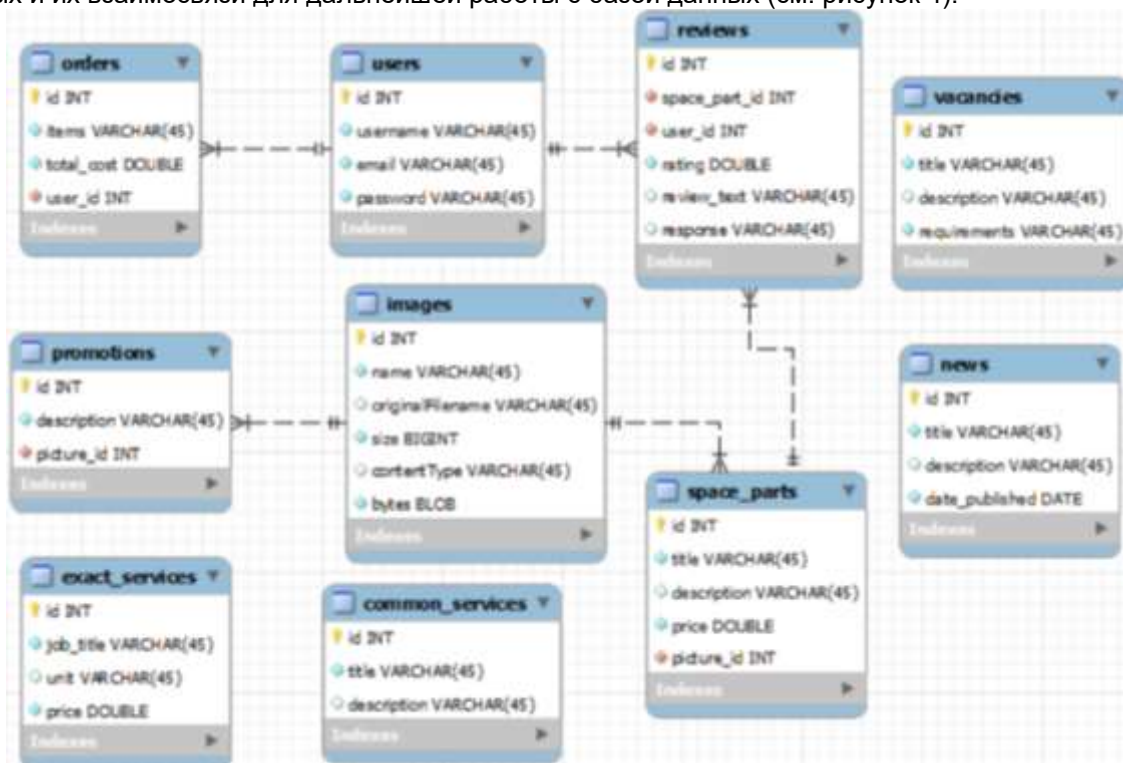 их и их взаимосвязи для дальнейшей работы с базой данных (см. рисунок 4).
orders
id INT
items VARCHAR(45)
total_cost DOUBLE
user_id INT
Indexes
users
id INT
username VARCHAR(45)
email VARCHAR(45)
password VARCHAR(45)
Indexes
reviews
id INT
space_part_id INT
user_id INT
rating DOUBLE
review_text VARCHAR(45)
response VARCHAR(45)
Indexes
vacancies
id INT
title VARCHAR(45)
description VARCHAR(45)
requirements VARCHAR(45)
Indexes
promotions
id INT
description VARCHAR(45)
picture_id INT
Indexes
images
id INT
name VARCHAR(45)
originalFilename VARCHAR(45)
size BIGINT
contentType VARCHAR(45)
bytes BLOB
Indexes
news
id INT
title VARCHAR(45)
description VARCHAR(45)
date_published DATE
Indexes
exact_services
id INT
job_title VARCHAR(45)
unit VARCHAR(45)
price DOUBLE
Indexes
common_services
id INT
title VARCHAR(45)
description VARCHAR(45)
Indexes
space_parts
id INT
title VARCHAR(45)
description VARCHAR(45)
price DOUBLE
picture_id INT
Indexes